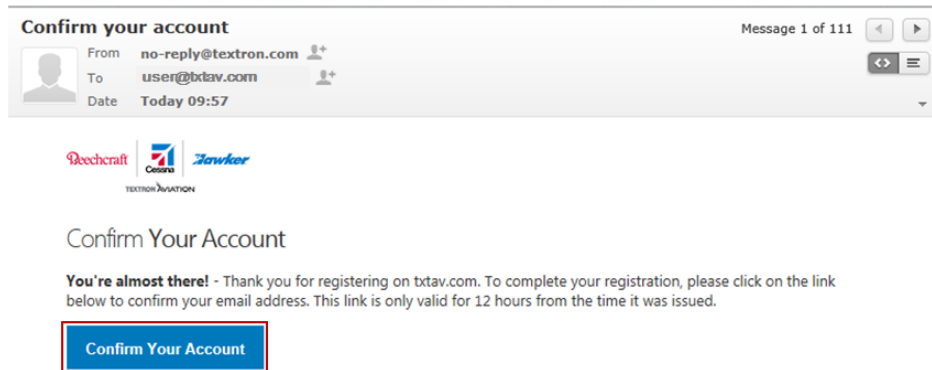 Confirm your account
Message 1 of 111
From no-reply@textron.com
To user@txtav.com
Date Today 09:57
Beechcraft Cessna Hawker
TEXTRON AVIATION
Confirm Your Account
You're almost there! - Thank you for registering on txtav.com. To complete your registration, please click on the link
below to confirm your email address. This link is only valid for 12 hours from the time it was issued.
Confirm Your Account